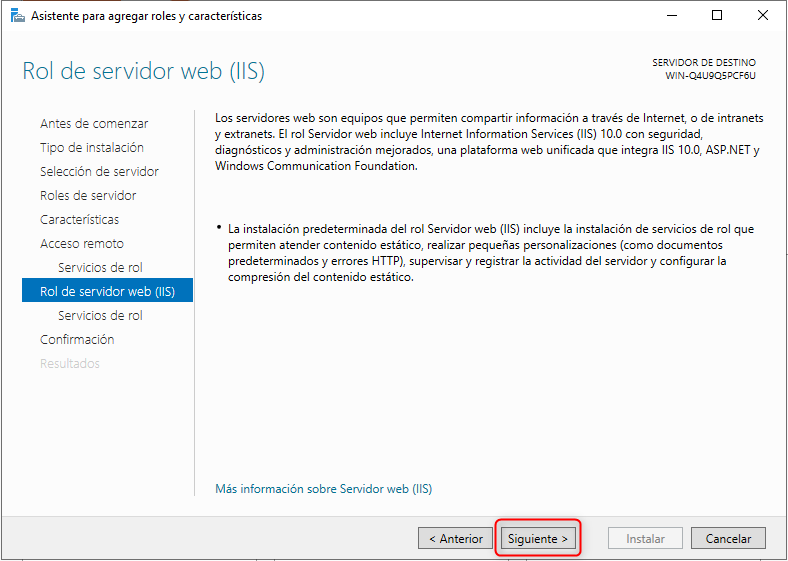 Asistente para agregar roles y características
Rol de servidor web (IIS)
SERVIDOR DE DESTINO
WIN-Q4U9Q5PCF6U
Antes de comenzar
Tipo de instalación
Selección de servidor
Roles de servidor
Características
Acceso remoto
Servicios de rol
Rol de servidor web (IIS)
Servicios de rol
Confirmación
Resultados
Los servidores web son equipos que permiten compartir información a través de Internet, o de intranets
y extranets. El rol Servidor web incluye Internet Information Services (IIS) 10.0 con seguridad,
diagnósticos y administración mejorados, una plataforma web unificada que integra IIS 10.0, ASP.NET y
Windows Communication Foundation.
• La instalación predeterminada del rol Servidor web (IIS) incluye la instalación de servicios de rol que
permiten atender contenido estático, realizar pequeñas personalizaciones (como documentos
predeterminados y errores HTTP), supervisar y registrar la actividad del servidor y configurar la
compresión del contenido estático.
Más información sobre Servidor web (IIS)
< Anterior
Siguiente >
Instalar
Cancelar